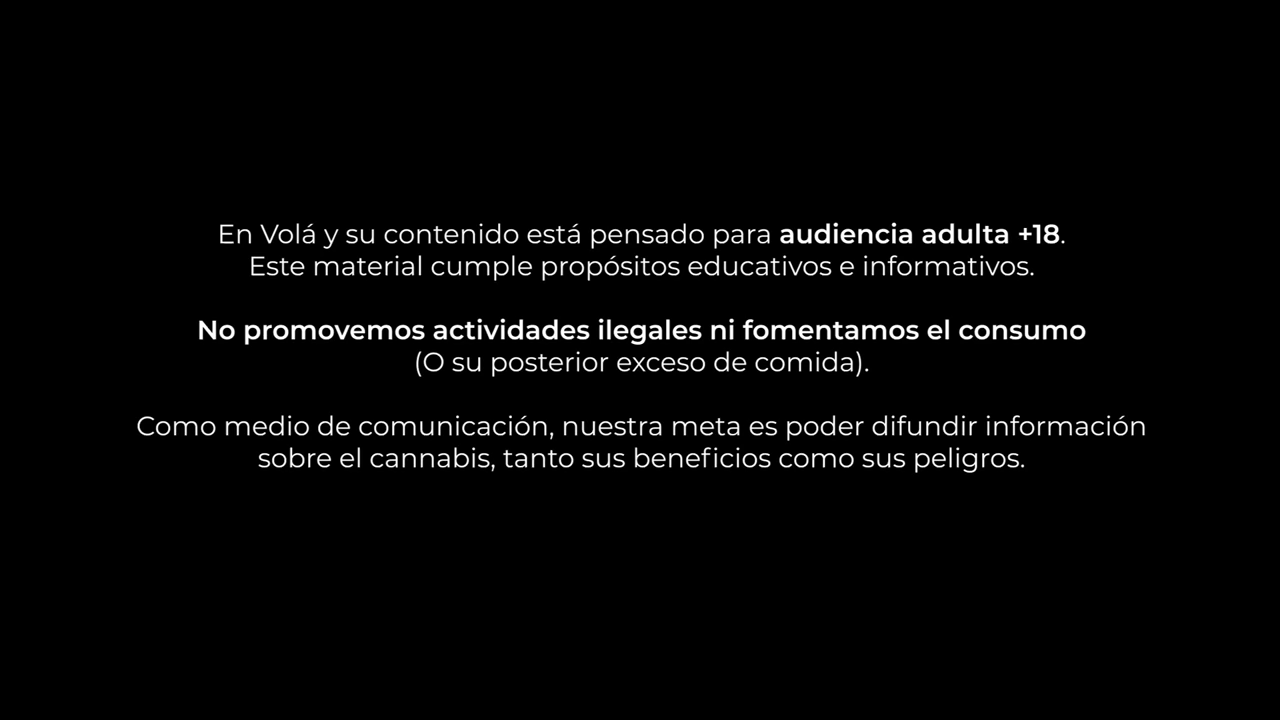 En Volá y su contenido está pensado para audiencia adulta +18.
Este material cumple propósitos educativos e informativos.
No promovemos actividades ilegales ni fomentamos el consumo
(O su posterior exceso de comida).
Como medio de comunicación, nuestra meta es poder difundir información
sobre el cannabis, tanto sus beneficios como sus peligros.